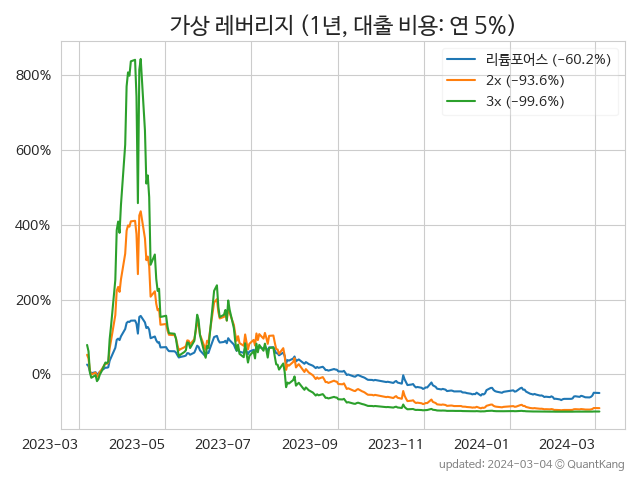 가상 레버리지 (1년, 대출 비용: 연 5%)
리튬포어스 (−60.2%)
2x (−93.6%)
3x (−99.6%)
800%
600%
400%
200%
0%
2023-03
2023-05
2023-07
2023-09
2023-11
2024-01
2024-03
updated: 2024-03-04 © QuantKang